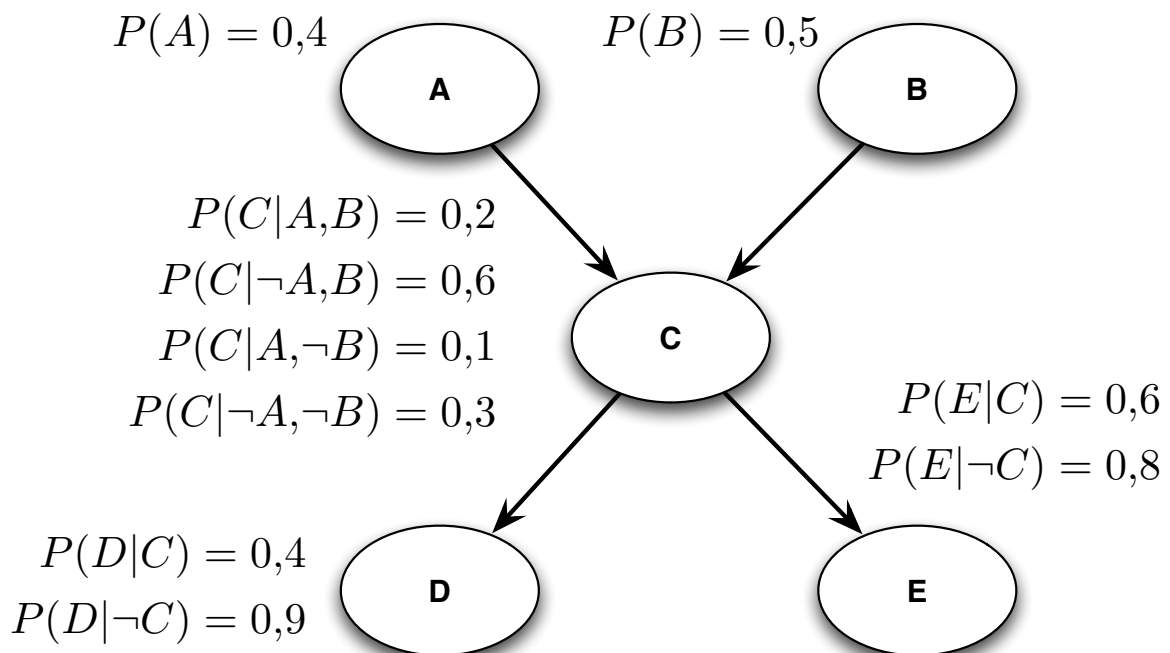 P(A) = 0,4
P(B) = 0,5
A
B
P(C|A,B) = 0,2
P(C|¬A,B) = 0,6
P(C|A,¬B) = 0,1
P(C|¬A,¬B) = 0,3
C
P(E|C) = 0,6
P(E|¬C) = 0,8
P(D|C) = 0,4
P(D|¬C) = 0,9
D
E